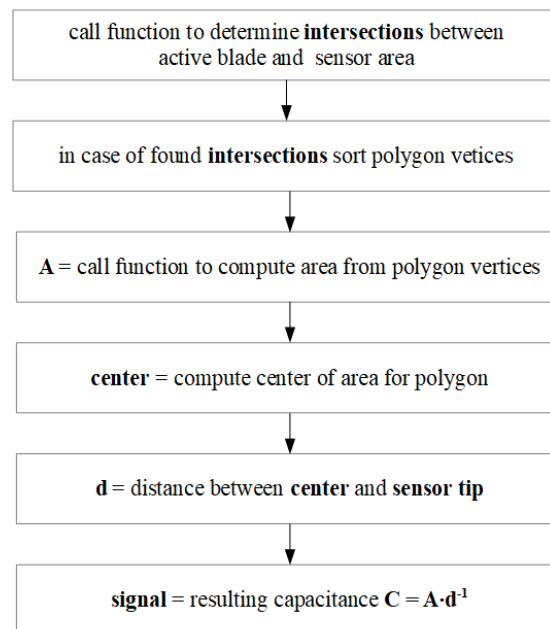 call function to determine intersections between
active blade and sensor area
in case of found intersections sort polygon vetices
A = call function to compute area from polygon vertices
center = compute center of area for polygon
d = distance between center and sensor tip
signal = resulting capacitance C = A·d⁻¹